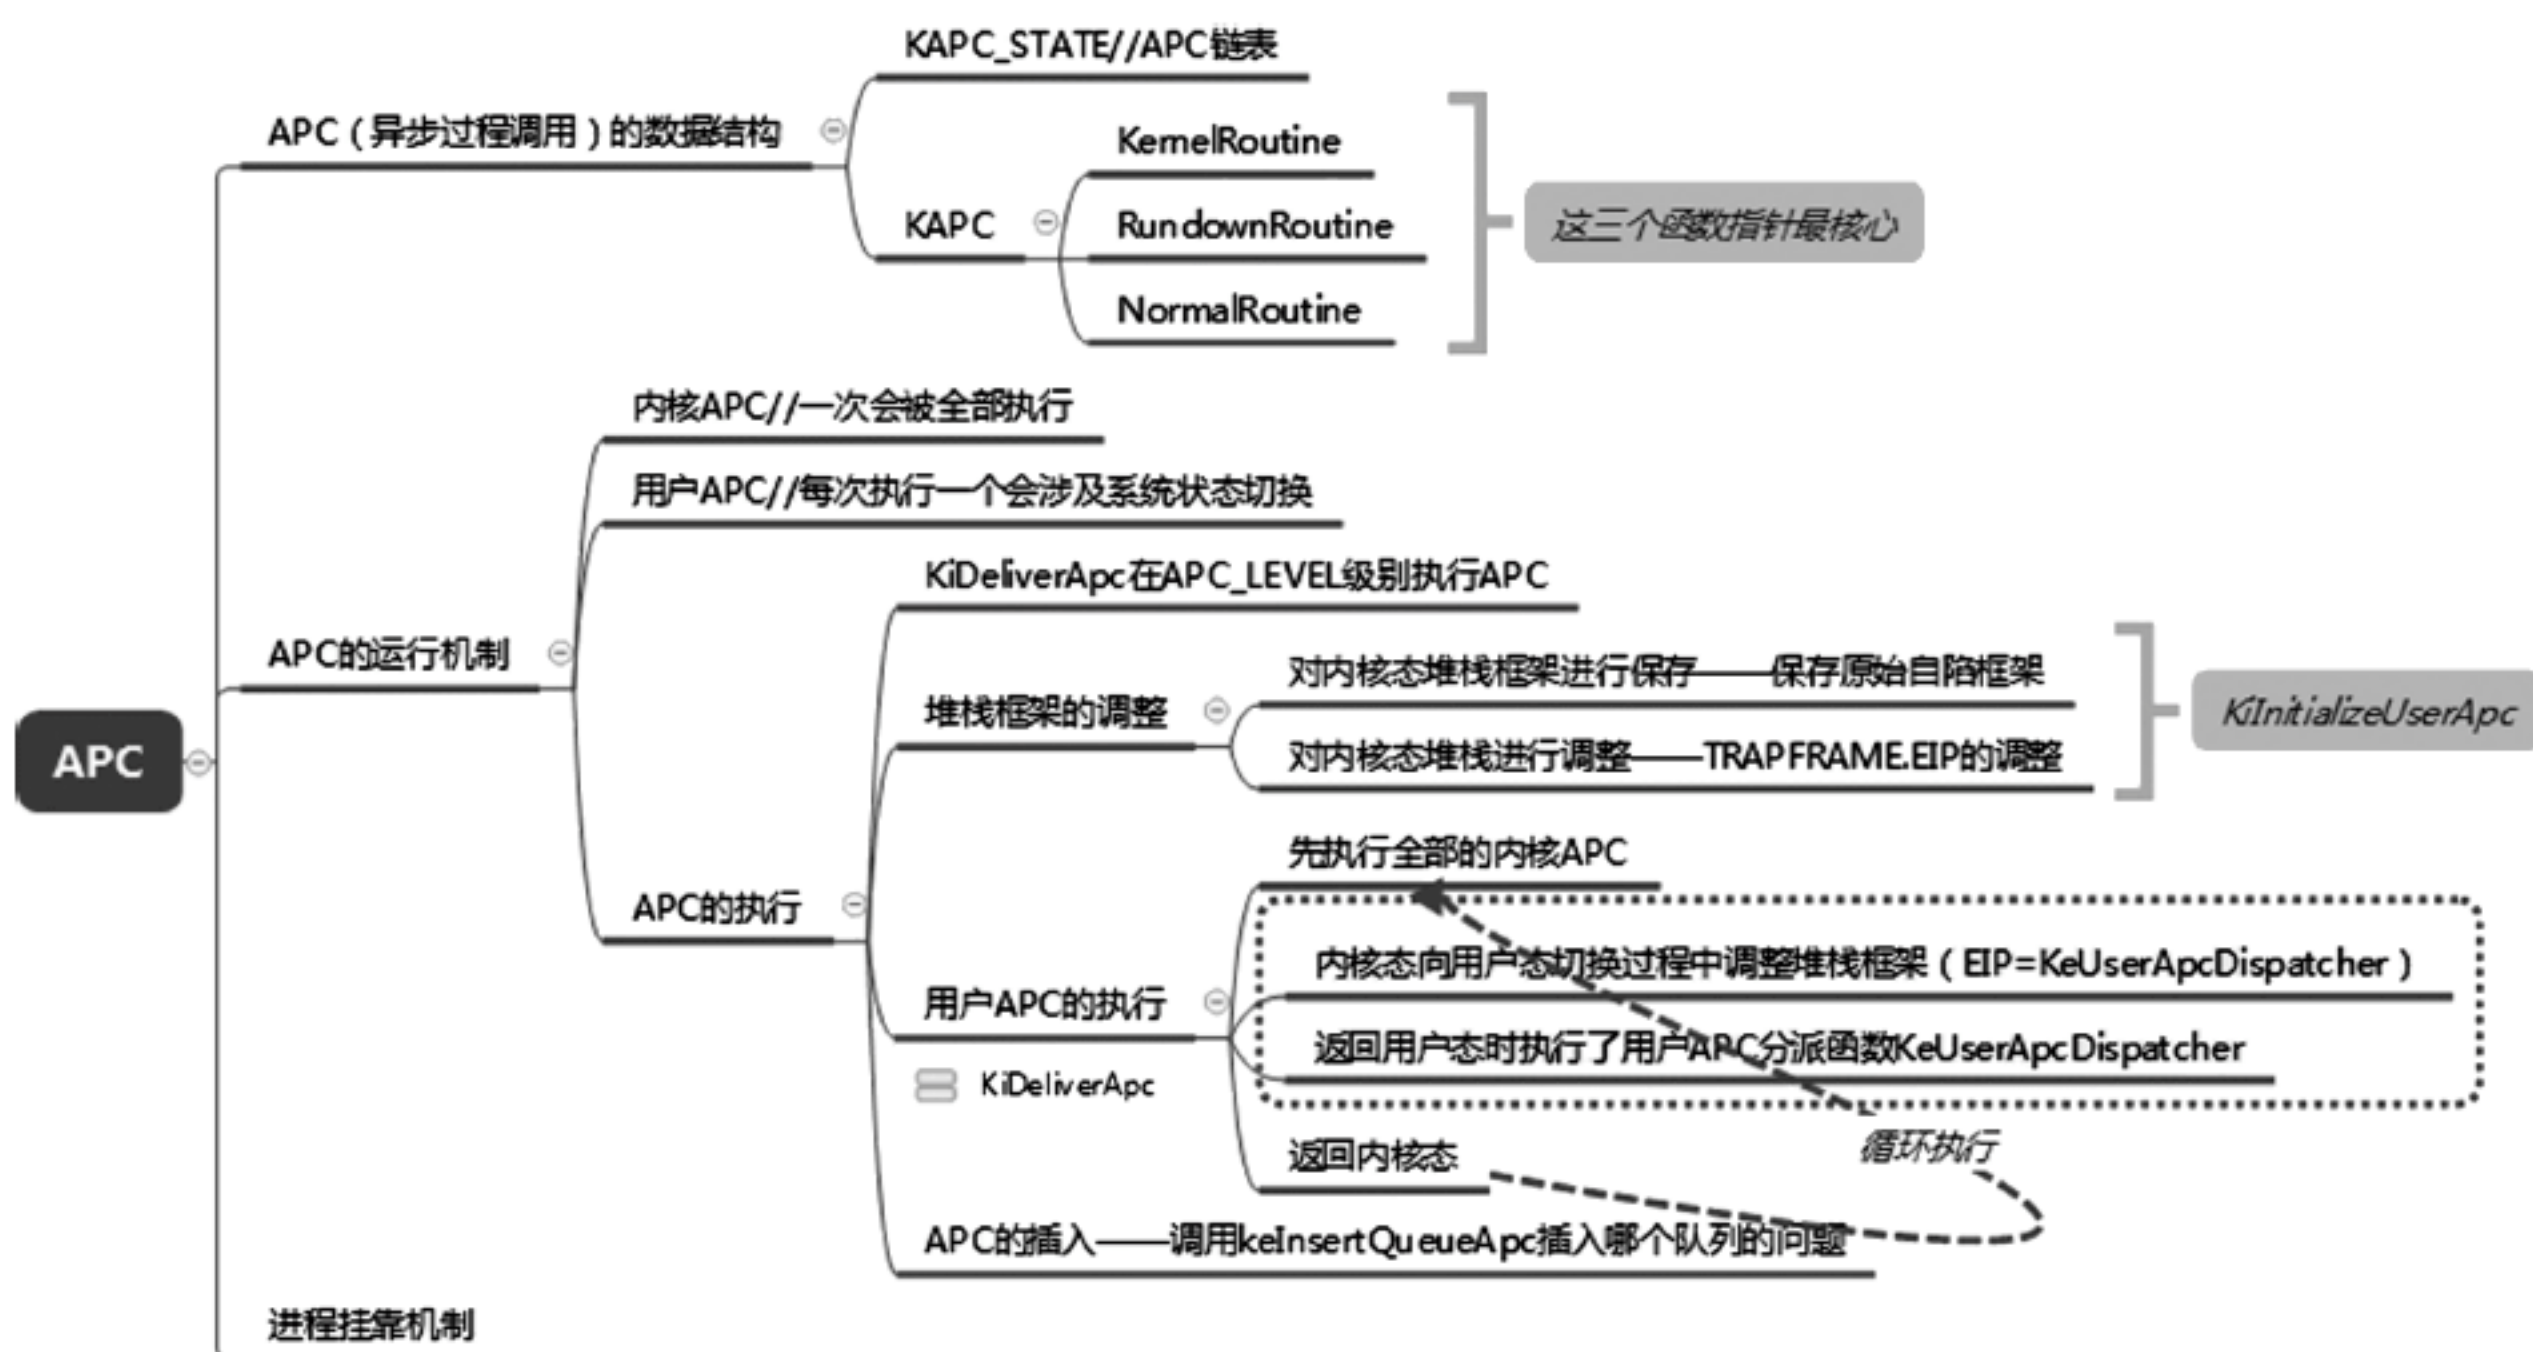 KAPC_STATE//APC链表
APC（异步过程调用）的数据结构
KernelRoutine
KAPC
RundownRoutine
这三个函数指针最核心
NormalRoutine
内核APC//一次会被全部执行
用户APC//每次执行一个会涉及系统状态切换
KiDeliverApc在APC_LEVEL级别执行APC
APC的运行机制
对内核态堆栈框架进行保存——保存原始自陷框架
堆栈框架的调整
KiInitializeUserApc
对内核态堆栈进行调整——TRAPFRAME.EIP的调整
APC
先执行全部的内核APC
APC的执行
内核态向用户态切换过程中调整堆栈框架（EIP=KeUserApcDispatcher）
用户APC的执行
返回用户态时执行了用户APC分派函数KeUserApcDispatcher
KiDeliverApc
返回内核态
循环执行
APC的插入——调用keInsertQueueApc插入哪个队列的问题
进程挂靠机制